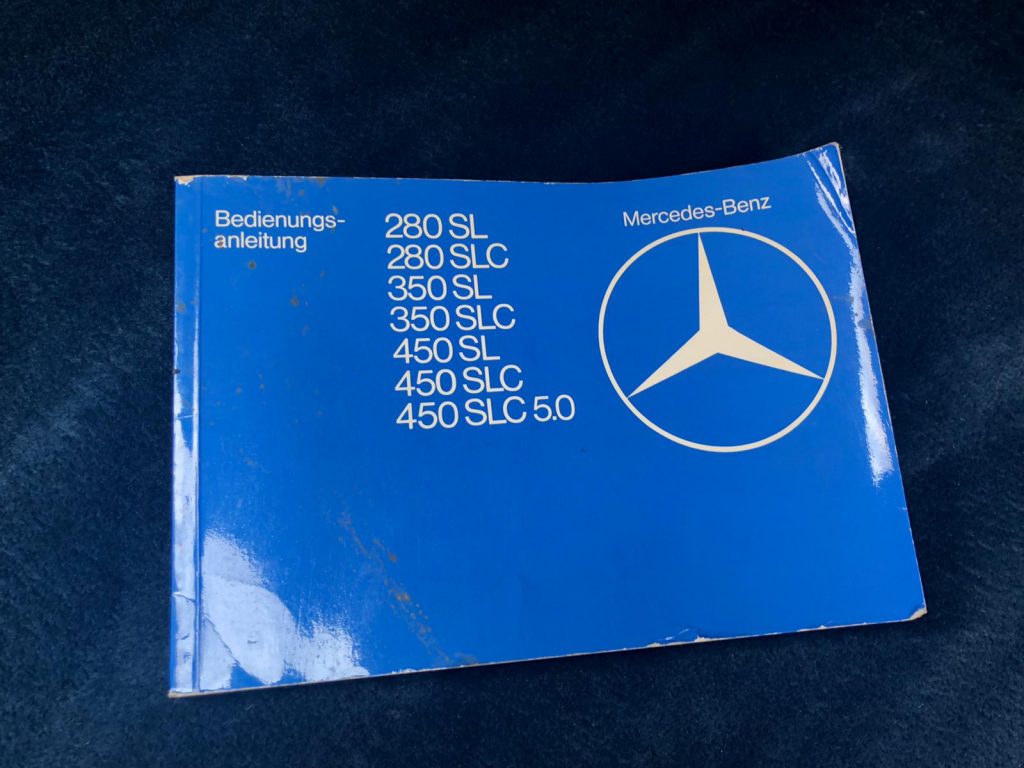 Bedienungs-
anleitung
280 SL
280 SLC
350 SL
350 SLC
450 SL
450 SLC
450 SLC 5.0
Mercedes-Benz